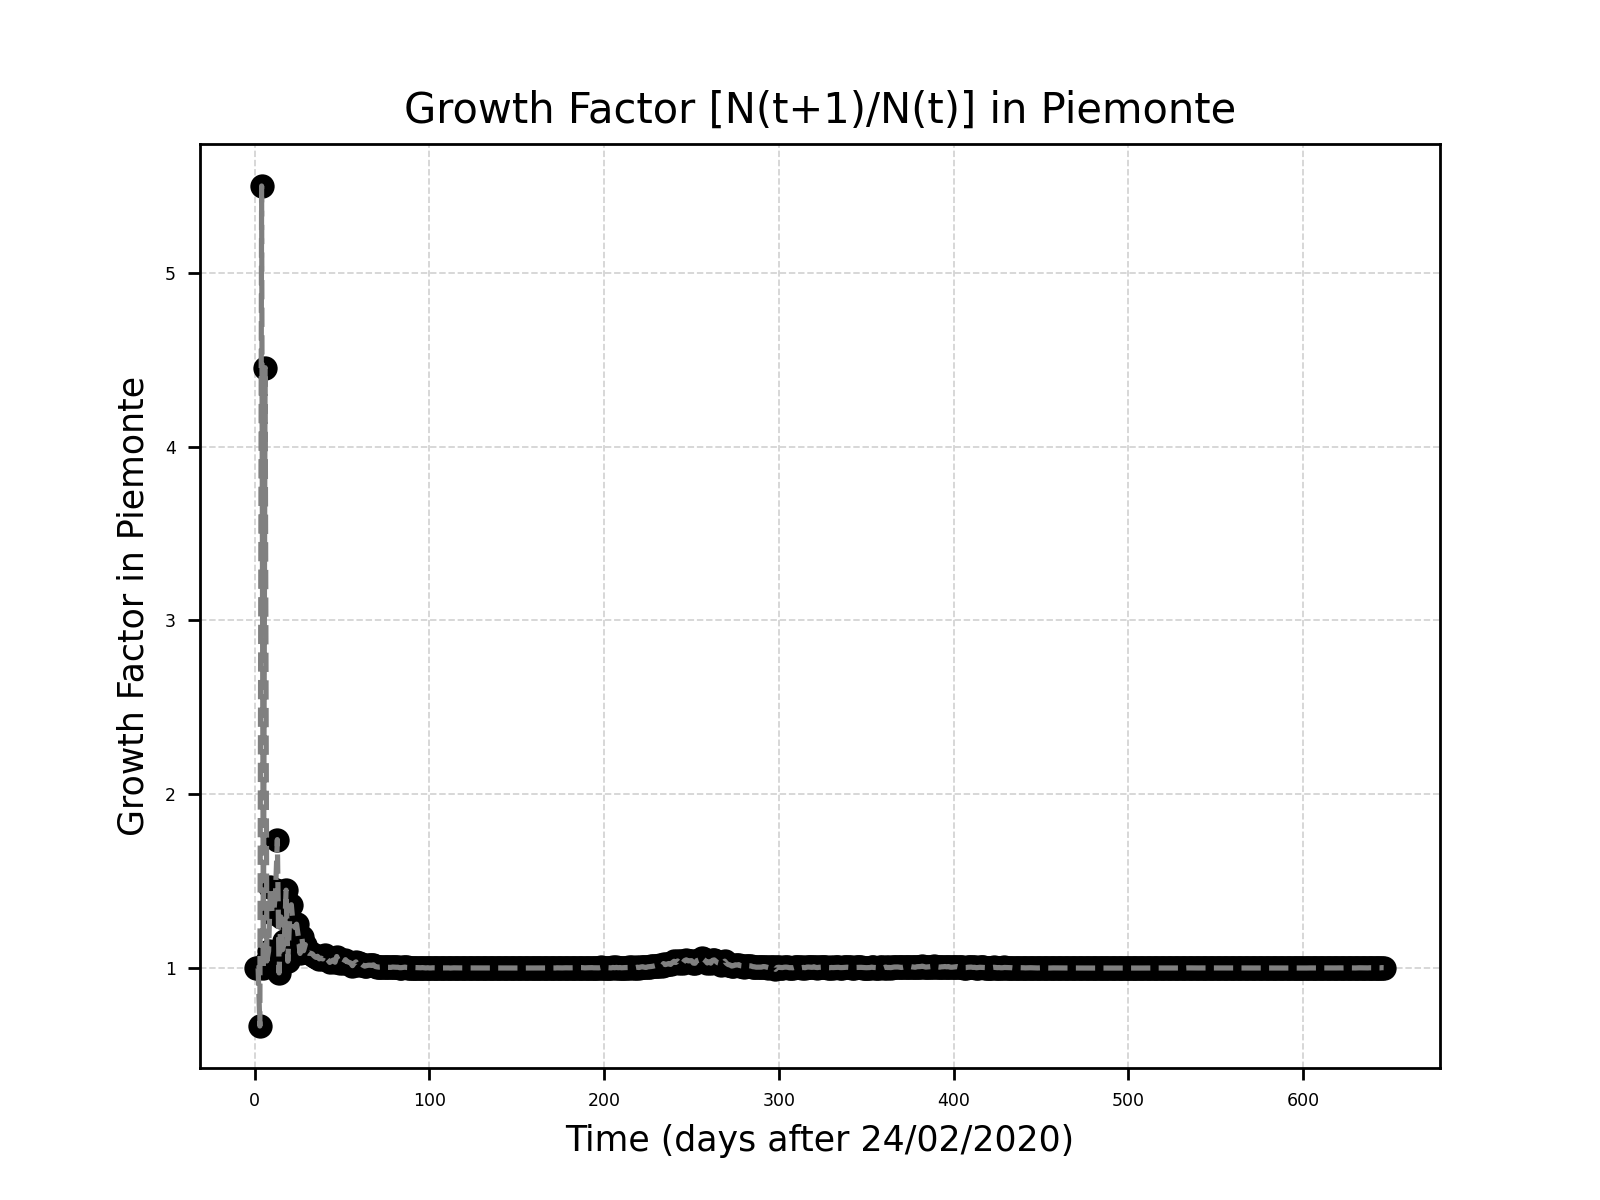 Growth Factor [N(t+1)/N(t)] in Piemonte
Growth Factor in Piemonte
5
4
3
2
1
0 100 200 300 400 500 600
Time (days after 24/02/2020)